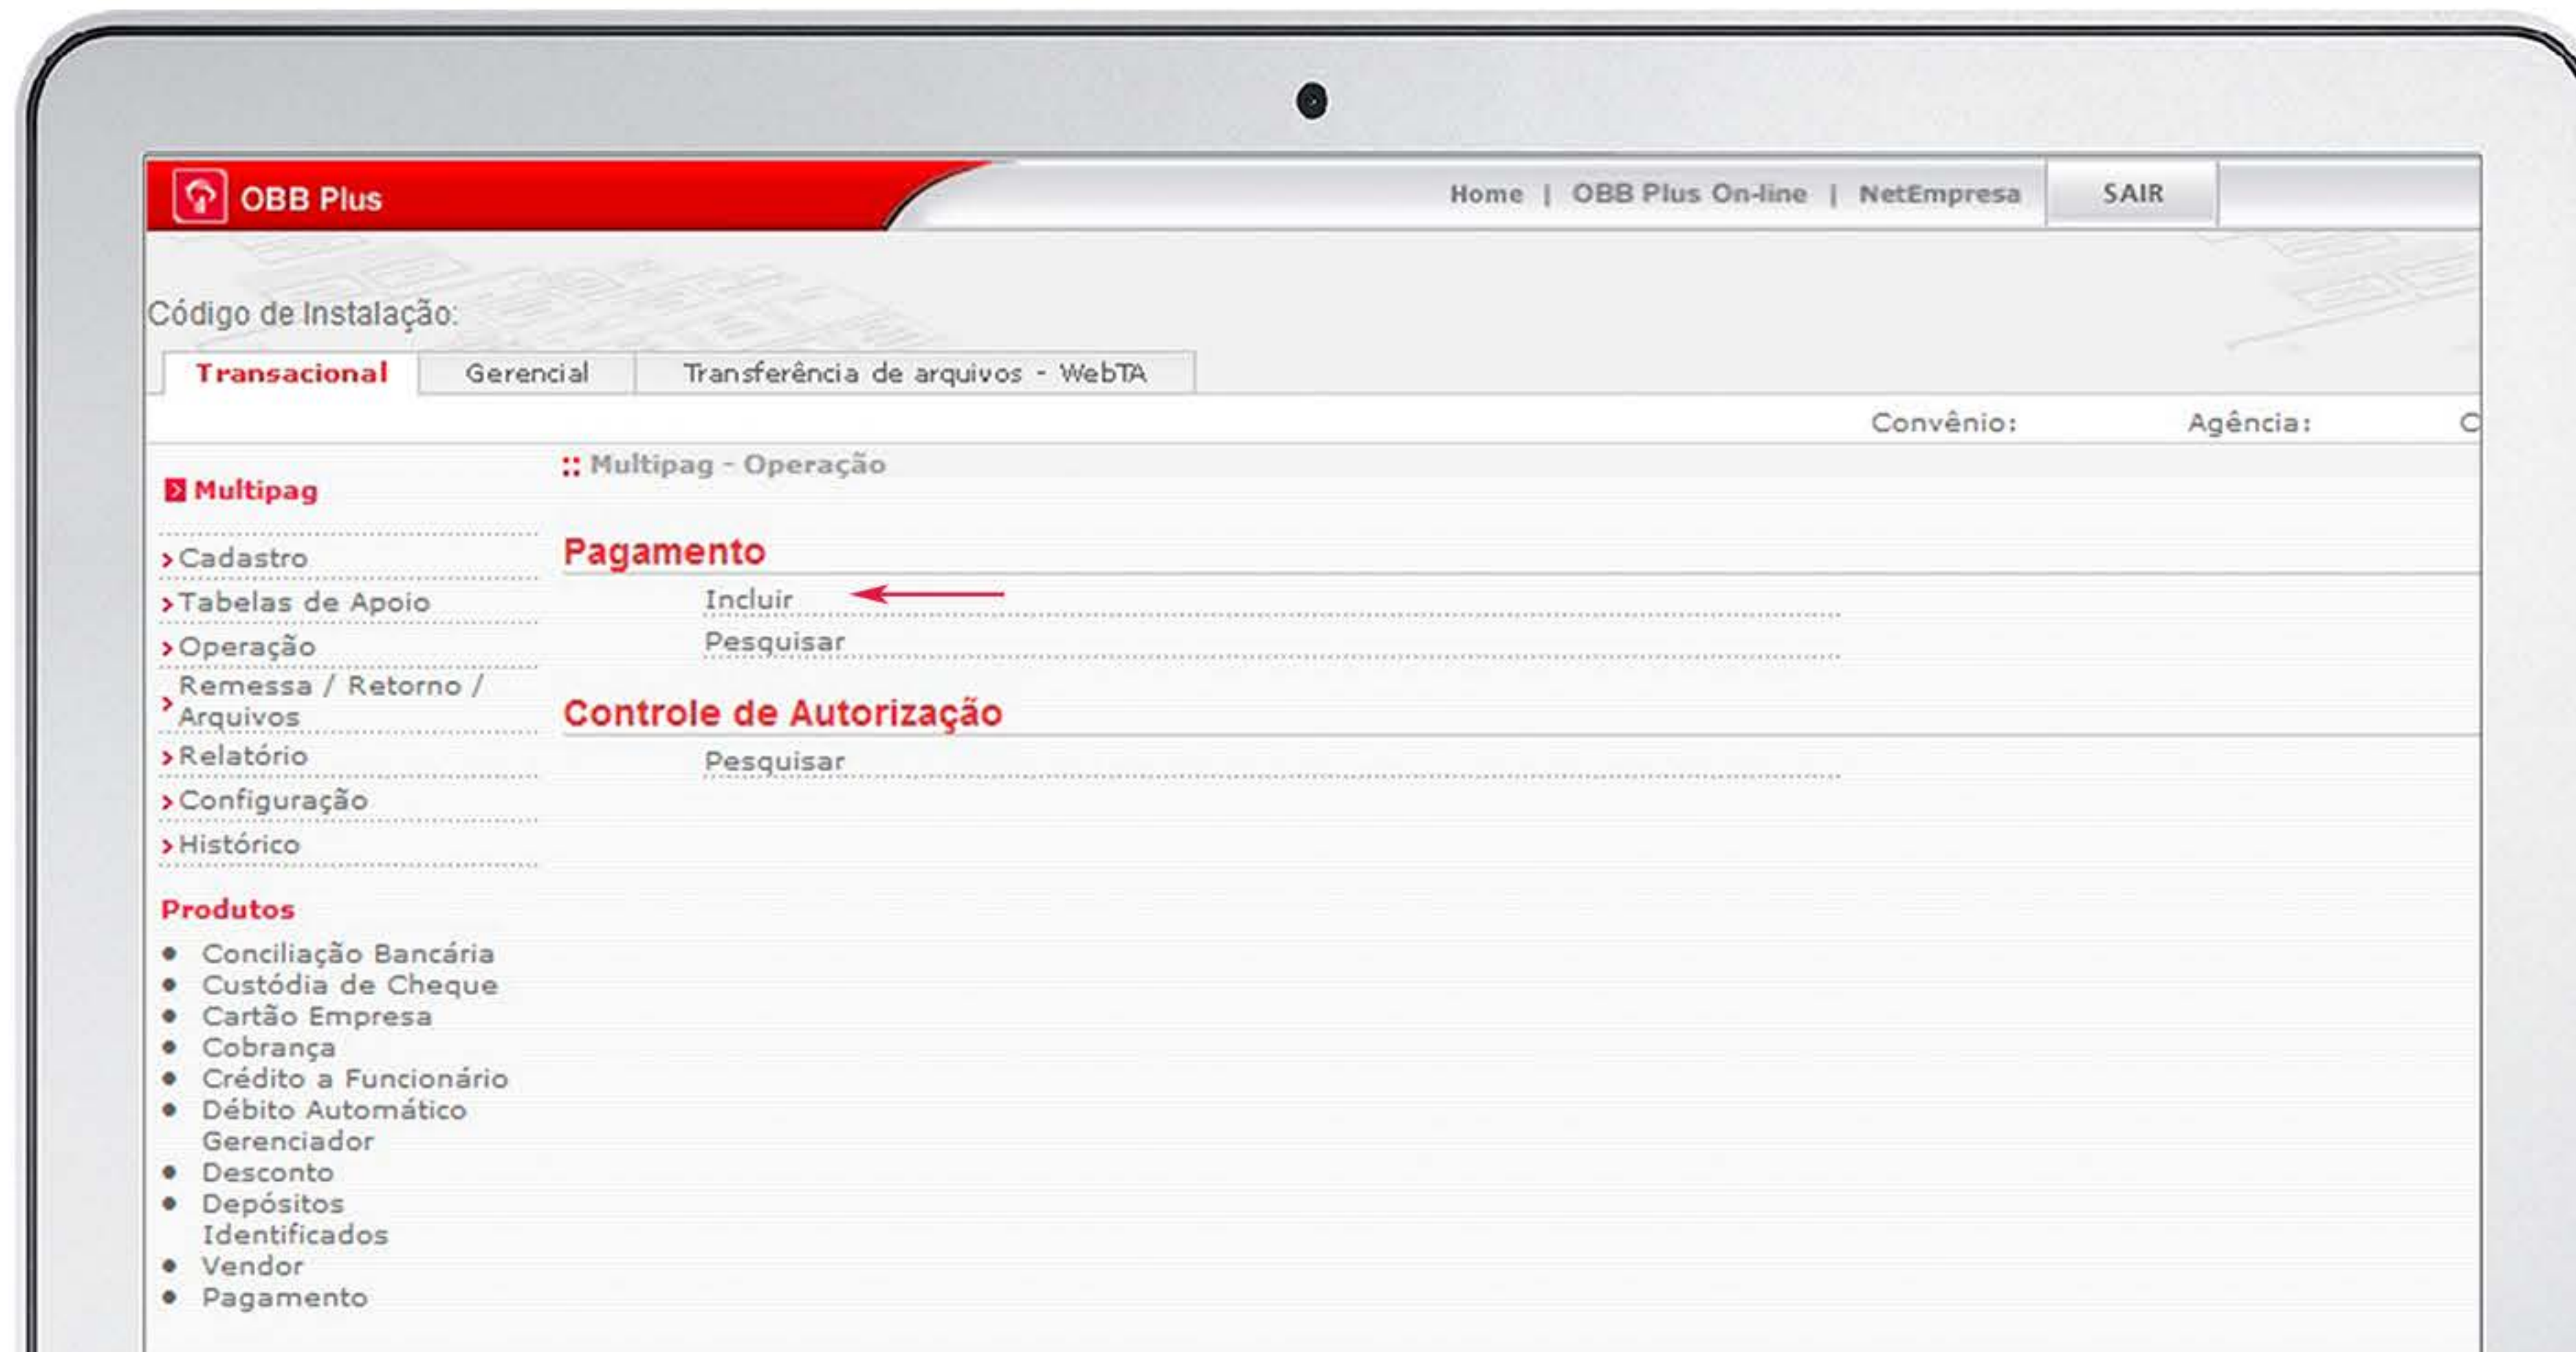 OBB Plus
Home | OBB Plus On-line | NetEmpresa
SAIR
Código de Instalação:
Transacional
Gerencial
Transferência de arquivos - WebTA
Convênio:
Agência:
C
Multipag
:: Multipag - Operação
Cadastro
Tabelas de Apoio
Operação
Remessa / Retorno /
Arquivos
Relatório
Configuração
Histórico
Pagamento
Incluir
Pesquisar
Controle de Autorização
Pesquisar
Produtos
Conciliação Bancária
Custódia de Cheque
Cartão Empresa
Cobrança
Crédito a Funcionário
Débito Automático
Gerenciador
Desconto
Depósitos
Identificados
Vendor
Pagamento